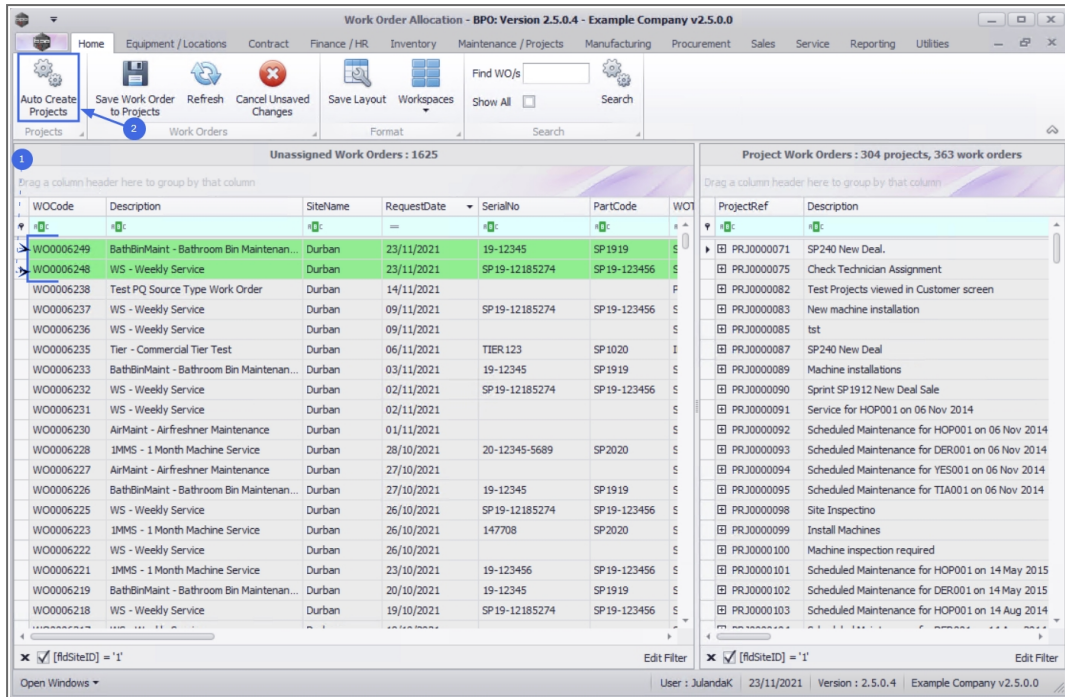 Work Order Allocation - BPO: Version 2.5.0.4 - Example Company v2.5.0.0
Home Equipment / Locations Contract Finance / HR Inventory Maintenance / Projects Manufacturing Procurement Sales Service Reporting Utilities
Auto Create Projects Save Work Order to Projects Refresh Cancel Unsaved Changes Save Layout Workspaces Find WO/s Show All Search
2
Projects Work Orders Format Search
1
Unassigned Work Orders : 1625 Project Work Orders : 304 projects, 363 work orders
Drag a column header here to group by that column Drag a column header here to group by that column
WOCode Description SiteName RequestDate SerialNo PartCode WOT ProjectRef Description
WO0006249 BathBinMaint - Bathroom Bin Maintenan... Durban 23/11/2021 19-12345 SP1919 S PRJ0000071 SP240 New Deal.
WO0006248 WS - Weekly Service Durban 23/11/2021 SP19-12185274 SP19-123456 S PRJ0000075 Check Technician Assignment
WO0006238 Test PQ Source Type Work Order Durban 14/11/2021 PRJ0000082 Test Projects viewed in Customer screen
WO0006237 WS - Weekly Service Durban 09/11/2021 SP19-12185274 SP19-123456 S PRJ0000083 New machine installation
WO0006236 WS - Weekly Service Durban 09/11/2021 S PRJ0000085 tst
WO0006235 Tier - Commercial Tier Test Durban 06/11/2021 TIER123 SP1020 PRJ0000087 SP240 New Deal
WO0006233 BathBinMaint - Bathroom Bin Maintenan... Durban 03/11/2021 19-12345 SP1919 S PRJ0000089 Machine installations
WO0006232 WS - Weekly Service Durban 02/11/2021 SP19-12185274 SP19-123456 S PRJ0000090 Sprint SP1912 New Deal Sale
WO0006231 WS - Weekly Service Durban 02/11/2021 S PRJ0000091 Service for HOP001 on 06 Nov 2014
WO0006230 AirMaint - Airfreshner Maintenance Durban 01/11/2021 S PRJ0000092 Scheduled Maintenance for HOP001 on 06 Nov 2014
WO0006228 1MMS - 1 Month Machine Service Durban 28/10/2021 20-12345-5689 SP2020 S PRJ0000093 Scheduled Maintenance for DER001 on 06 Nov 2014
WO0006227 AirMaint - Airfreshner Maintenance Durban 27/10/2021 S PRJ0000094 Scheduled Maintenance for YES001 on 06 Nov 2014
WO0006226 BathBinMaint - Bathroom Bin Maintenan... Durban 27/10/2021 19-12345 SP1919 S PRJ0000095 Scheduled Maintenance for TIA001 on 06 Nov 2014
WO0006225 WS - Weekly Service Durban 26/10/2021 SP19-12185274 SP19-123456 S PRJ0000098 Site Inspectino
WO0006223 1MMS - 1 Month Machine Service Durban 26/10/2021 147708 SP2020 S PRJ0000099 Install Machines
WO0006222 WS - Weekly Service Durban 26/10/2021 S PRJ0000100 Machine inspection required
WO0006221 1MMS - 1 Month Machine Service Durban 23/10/2021 19-123456 SP19-123456 S PRJ0000101 Scheduled Maintenance for HOP001 on 14 May 2015
WO0006219 BathBinMaint - Bathroom Bin Maintenan... Durban 20/10/2021 19-12345 SP1919 S PRJ0000102 Scheduled Maintenance for DER001 on 14 May 2015
WO0006218 WS - Weekly Service Durban 19/10/2021 SP19-12185274 SP19-123456 S PRJ0000103 Scheduled Maintenance for HOP001 on 14 Aug 2014
[fldSiteID] = '1' Edit Filter [fldSiteID] = '1' Edit Filter
Open Windows User : JulandaK 23/11/2021 Version : 2.5.0.4 Example Company v2.5.0.0